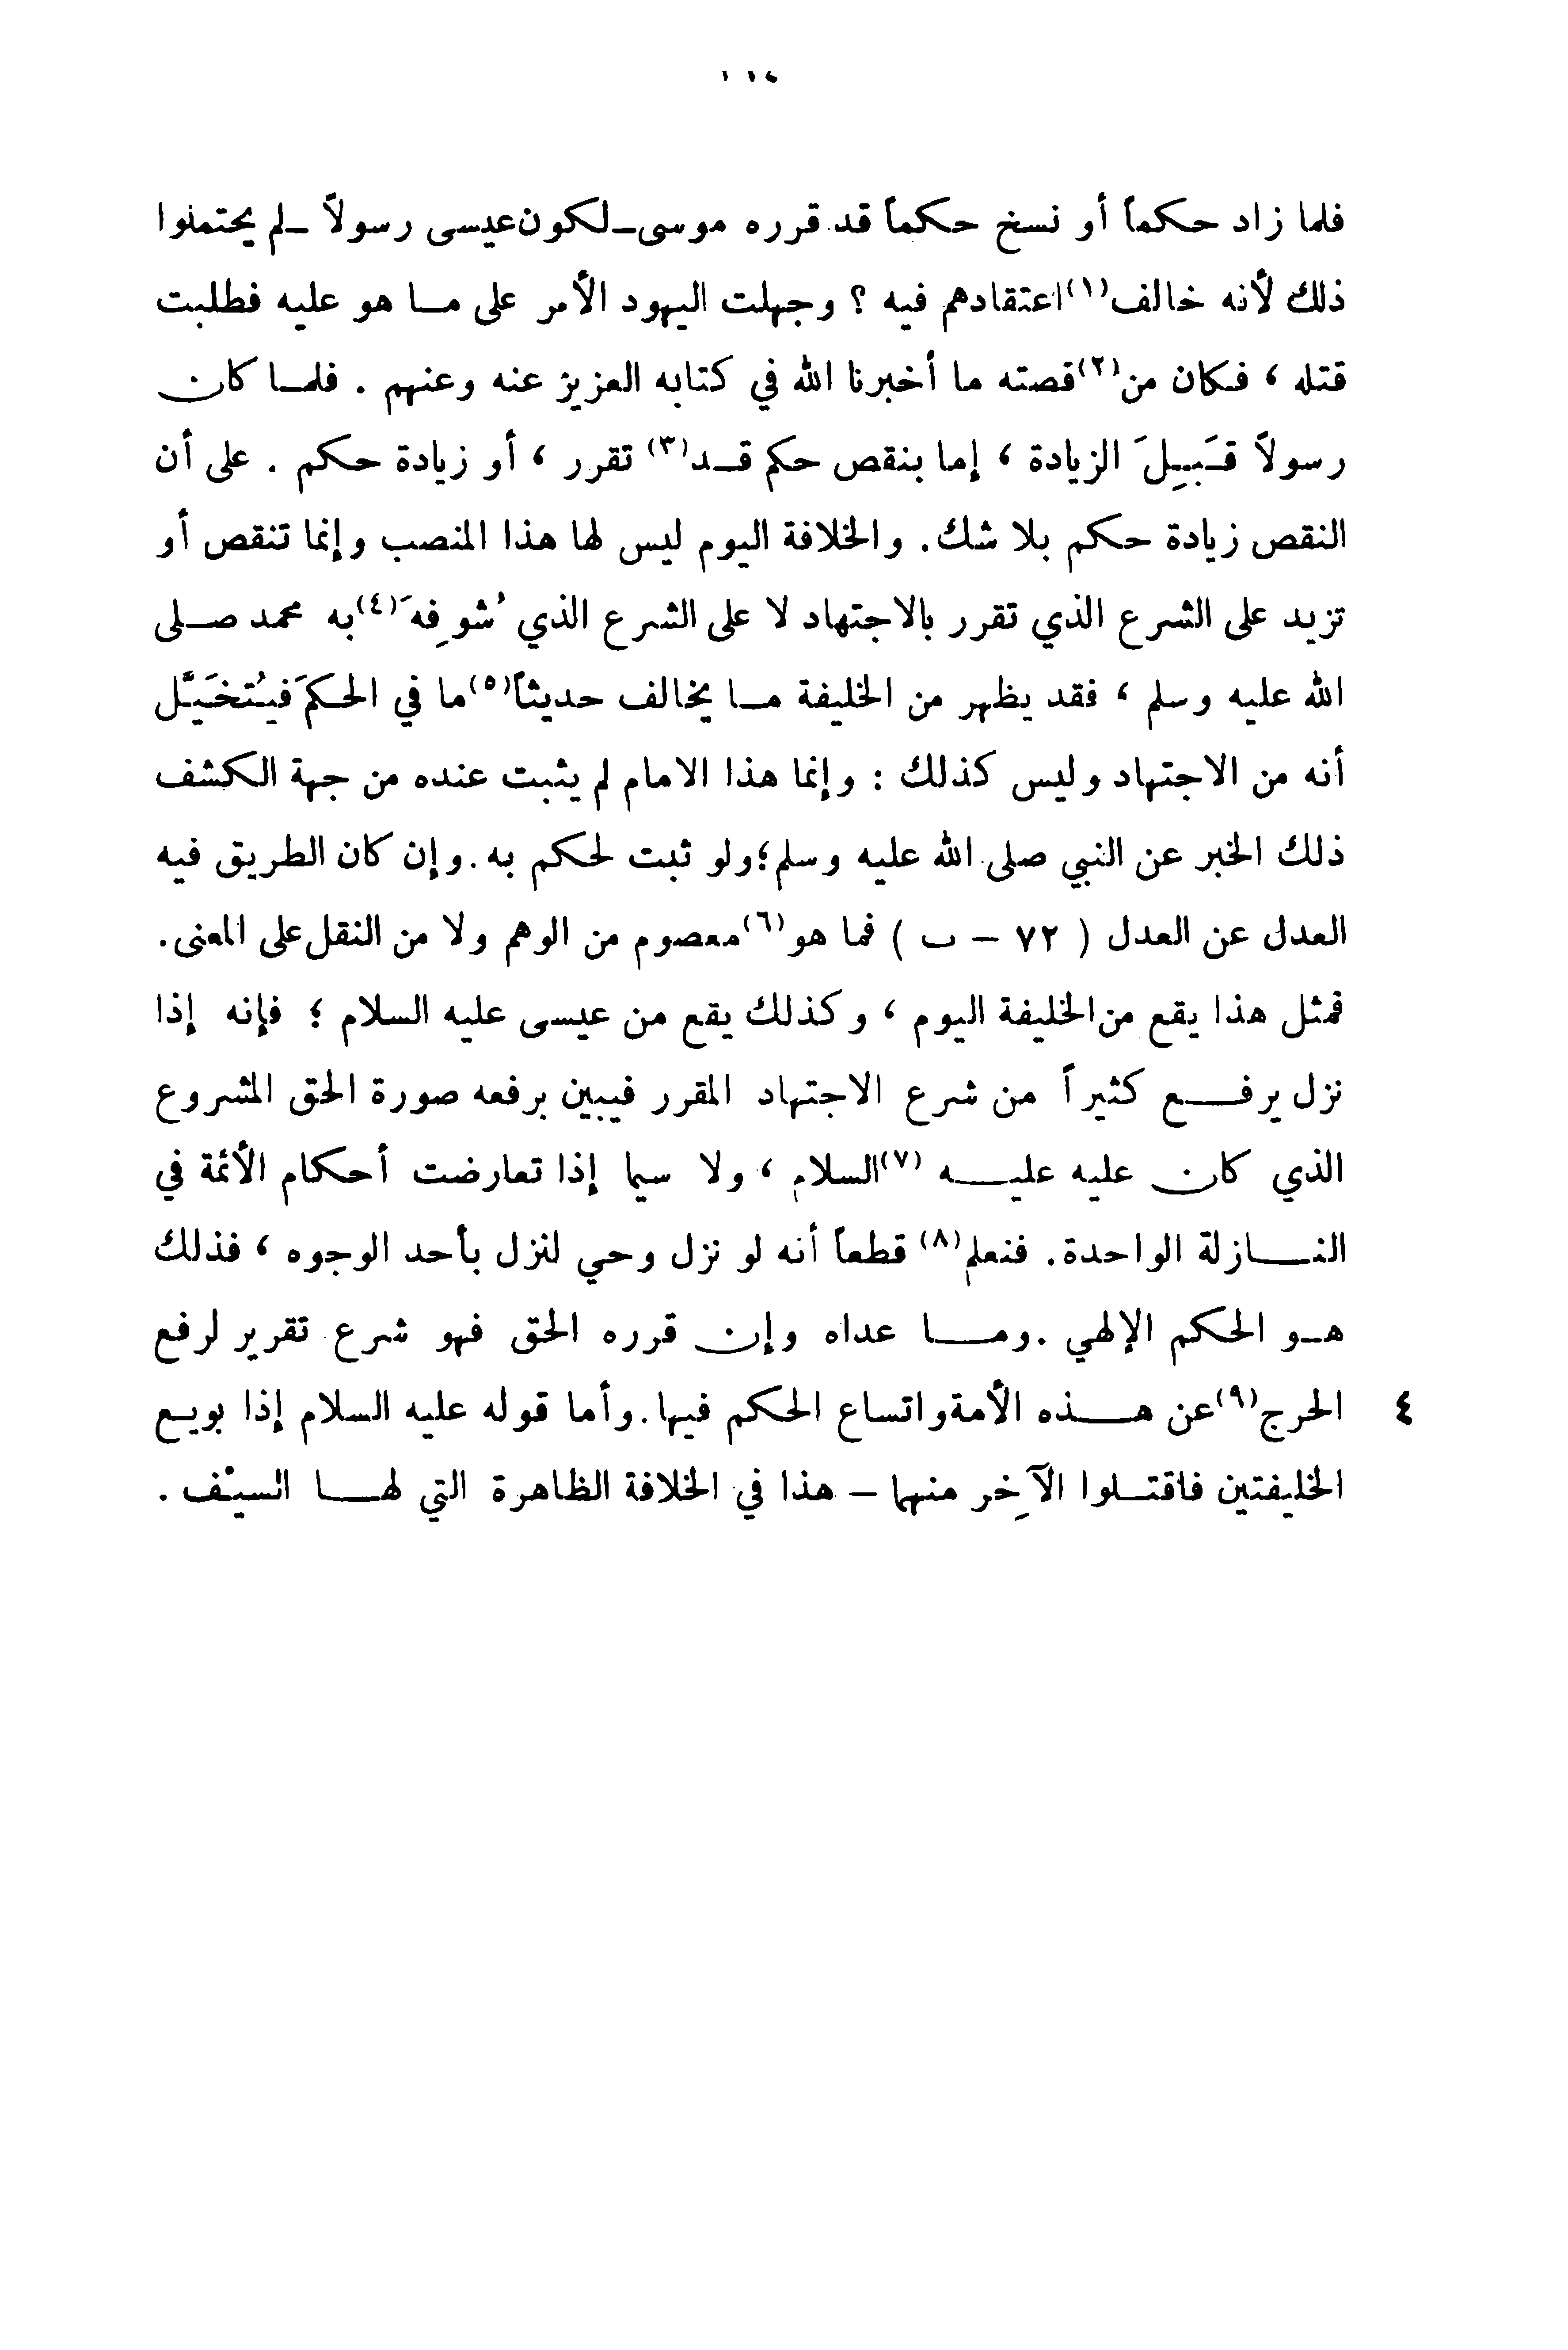 فلما زاد حكماً أو نسخ حكماً قد قرره موسى - لكون عيسى رسولاً - لم يحتملوا
ذلك لأنه خالف(١) اعتقادهم فيه ؟ وجهلت اليهود الأمر على ما هو عليه فطلبت
قتله ، فكان من(٢) قصته ما أخبرنا الله في كتابه العزيز عنه وعنهم . فلما كان
رسولاً قَبِلَ الزيادة ، إما بنقص حكم قد(٣) تقرر ، أو زيادة حكم . على أن
النقص زيادة حكم بلا شك. والخلافة اليوم ليس لها هذا المنصب وإنما تنقص أو
تزيد على الشرع الذي تقرر بالاجتهاد لا على الشرع الذي شُوفِهَ(٤) به محمد صلى
الله عليه وسلم ، فقد يظهر من الخليفة ما يخالف حديثاً(٥) ما في الحكم فيُتخَيَّل
أنه من الاجتهاد وليس كذلك : وإنما هذا الامام لم يثبت عنده من جهة الكشف
ذلك الخبر عن النبي صلى الله عليه وسلم؛ ولو ثبت لحكم به. وإن كان الطريق فيه
العدل عن العدل ( ٧٢ - ب ) فما هو(٦) معصوم من الوهم ولا من النقل على المعنى.
فمثل هذا يقع من الخليفة اليوم ، وكذلك يقع من عيسى عليه السلام ؛ فإنه إذا
نزل يرفع كثيراً من شرع الاجتهاد المقرر فيبين برفعه صورة الحق المشروع
الذي كان عليه عليه (٧) السلام ، ولا سيما إذا تعارضت أحكام الأئمة في
النازلة الواحدة. فنعلم(٨) قطعاً أنه لو نزل وحي لنزل بأحد الوجوه ، فذلك
هو الحكم الإلهي . وما عداه وإن قرره الحق فهو شرع تقرير لرفع
٤ الحرج(٩) عن هذه الأمة واتساع الحكم فيها. وأما قوله عليه السلام إذا بويع
الخليفتين فاقتلوا الآخِر منهما - هذا في الخلافة الظاهرة التي لها السيْف .